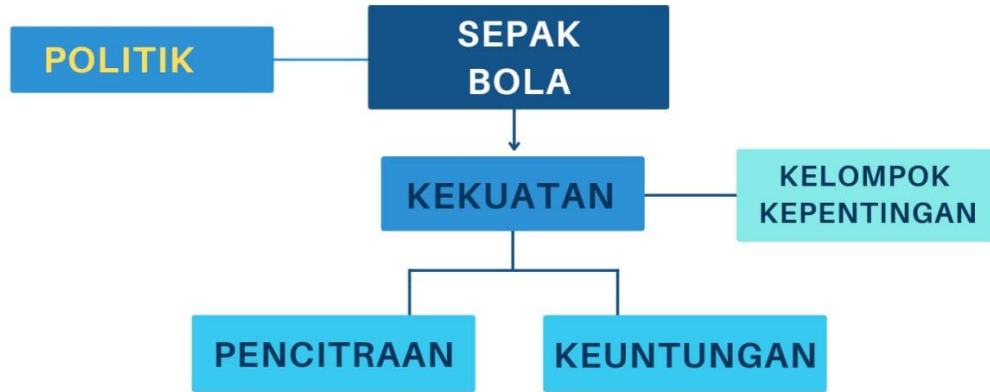 POLITIK
SEPAK
BOLA
KEKUATAN
KELOMPOK
KEPENTINGAN
PENCITRAAN
KEUNTUNGAN